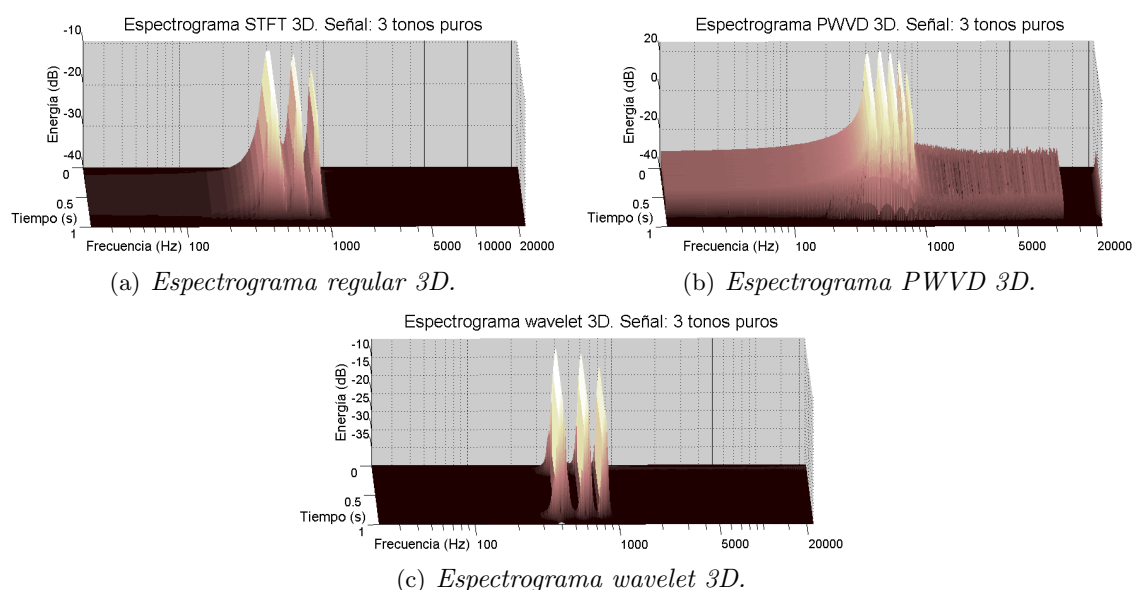 Espectrograma STFT 3D. Señal: 3 tonos puros
-10
-20
-30
-40
Energía (dB)
0
0.5
1
Tiempo (s)
Frecuencia (Hz)
100
1000
5000
10000
20000
(a) Espectrograma regular 3D.
Espectrograma PWVD 3D. Señal: 3 tonos puros
20
0
-20
-40
Energía (dB)
0
0.5
1
Tiempo (s)
Frecuencia (Hz)
100
1000
5000
20000
(b) Espectrograma PWVD 3D.
Espectrograma wavelet 3D. Señal: 3 tonos puros
-10
-15
-20
-25
-30
-35
Energía (dB)
0
0.5
1
Tiempo (s)
Frecuencia (Hz)
100
1000
5000
20000
(c) Espectrograma wavelet 3D.